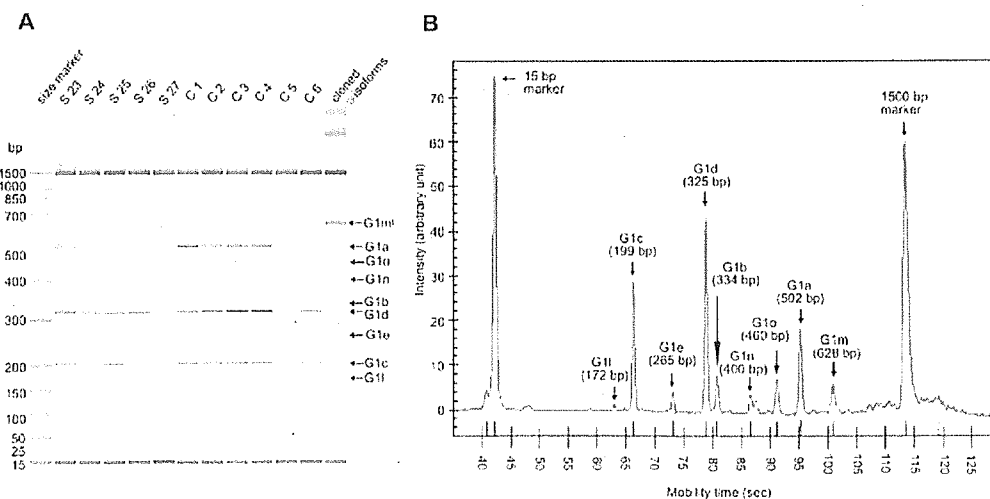 A
size marker
S 23
S 24
S 25
S 26
S 27
C 1
C 2
C 3
C 4
C 5
C 6
cloned
isoforms
bp
1500
1000
850
700
500
400
300
200
150
100
50
25
15
G1m
G1a
G1o
G1n
G1b
G1d
G1e
G1c
G1l
B
Intensity (arbitrary unit)
70
60
50
40
30
20
10
0
15 bp
marker
G1l
(172 bp)
G1c
(199 bp)
G1e
(265 bp)
G1d
(325 bp)
G1b
(334 bp)
G1n
(400 bp)
G1o
(460 bp)
G1a
(502 bp)
G1m
(628 bp)
1500 bp
marker
40
45
50
55
60
65
70
75
80
85
90
95
100
105
110
115
120
125
Mobility time (sec)